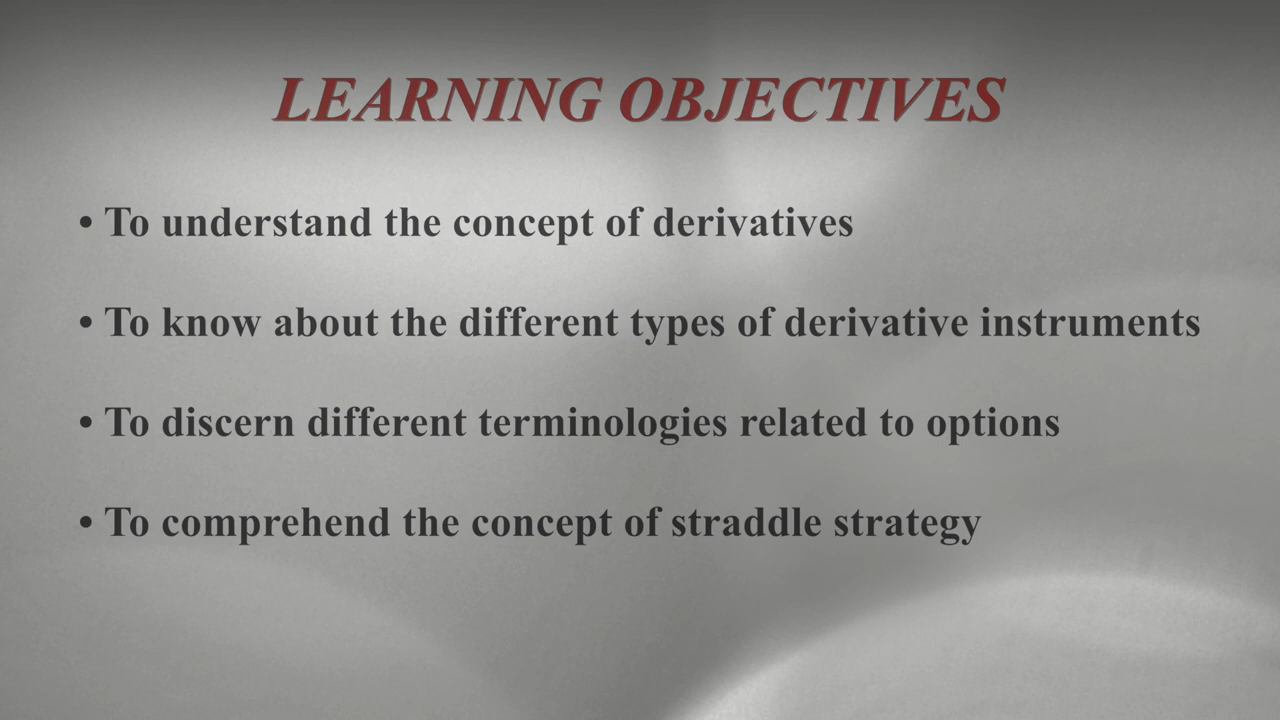 LEARNING OBJECTIVES
• To understand the concept of derivatives
• To know about the different types of derivative instruments
• To discern different terminologies related to options
• To comprehend the concept of straddle strategy